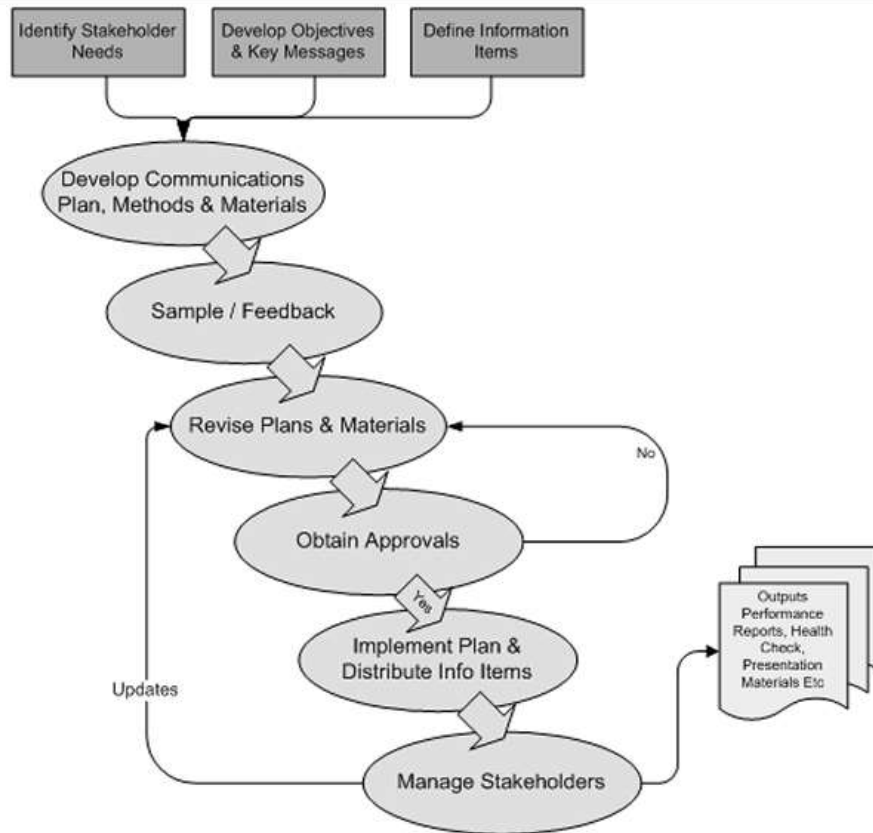 Identify Stakeholder
Needs
Develop Objectives
& Key Messages
Define Information
Items
Develop Communications
Plan, Methods & Materials
Sample / Feedback
Revise Plans & Materials
No
Obtain Approvals
Yes
Implement Plan &
Distribute Info Items
Updates
Manage Stakeholders
Outputs
Performance
Reports, Health
Check,
Presentation
Materials Etc